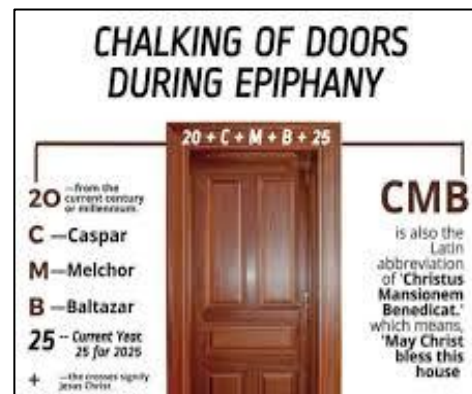 CHALKING OF DOORS
DURING EPIPHANY
20 + C + M + B + 25
20 —from the
current century
or millennium.
C —Caspar
M —Melchor
B —Baltazar
25 -- Current Year.
25 for 2025
+ —the crosses signify
Jesus Christ
CMB
is also the
Latin
abbreviation
of 'Christus
Mansionem
Benedicat.'
which means,
'May Christ
bless this
house